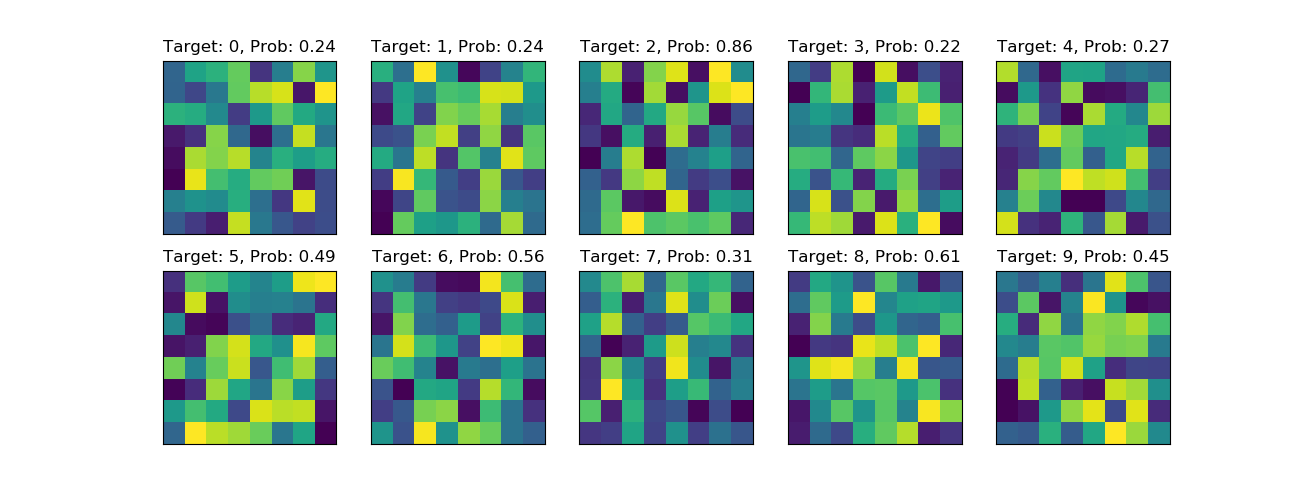 Target: 0, Prob: 0.24
Target: 1, Prob: 0.24
Target: 2, Prob: 0.86
Target: 3, Prob: 0.22
Target: 4, Prob: 0.27
Target: 5, Prob: 0.49
Target: 6, Prob: 0.56
Target: 7, Prob: 0.31
Target: 8, Prob: 0.61
Target: 9, Prob: 0.45